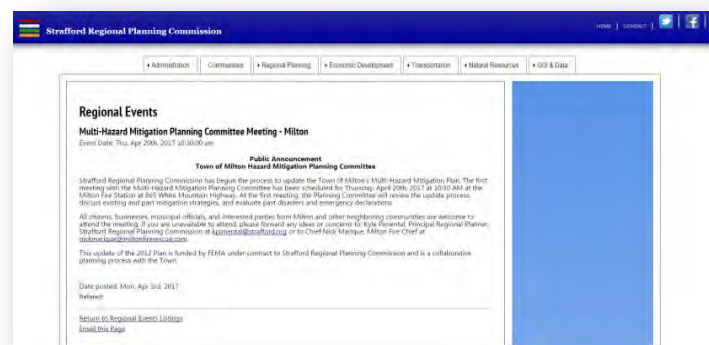 Strafford Regional Planning Commission
HOME | CONTACT |
Administration Communities Regional Planning Economic Development Transportation Natural Resources GIS & Data
Regional Events
Multi-Hazard Mitigation Planning Committee Meeting - Milton
Event Date: Thu, Apr 20th, 2017 10:30:00 am
Public Announcement
Town of Milton Hazard Mitigation Planning Committee
Strafford Regional Planning Commission has begun the process to update the Town of Milton's Multi-Hazard Mitigation Plan. The first
meeting with the Multi-Hazard Mitigation Planning Committee has been scheduled for Thursday, April 20th, 2017 at 10:30 AM at the
Milton Fire Station at 865 White Mountain Highway. At the first meeting, the Planning Committee will review the update process,
discuss existing and past mitigation strategies, and evaluate past disasters and emergency declarations.
All citizens, businesses, municipal officials, and interested parties from Milton and other neighboring communities are welcome to
attend the meeting. If you are unavailable to attend, please forward any ideas or concerns to: Kyle Pimental, Principal Regional Planner,
Strafford Regional Planning Commission at kpimental@strafford.org or to Chief Nick Marique, Milton Fire Chief at
nickmarique@miltonfirerescue.com.
This update of the 2012 Plan is funded by FEMA under contract to Strafford Regional Planning Commission and is a collaborative
planning process with the Town.
Date posted: Mon, Apr 3rd, 2017
Return to Regional Events Listings
Email this Page